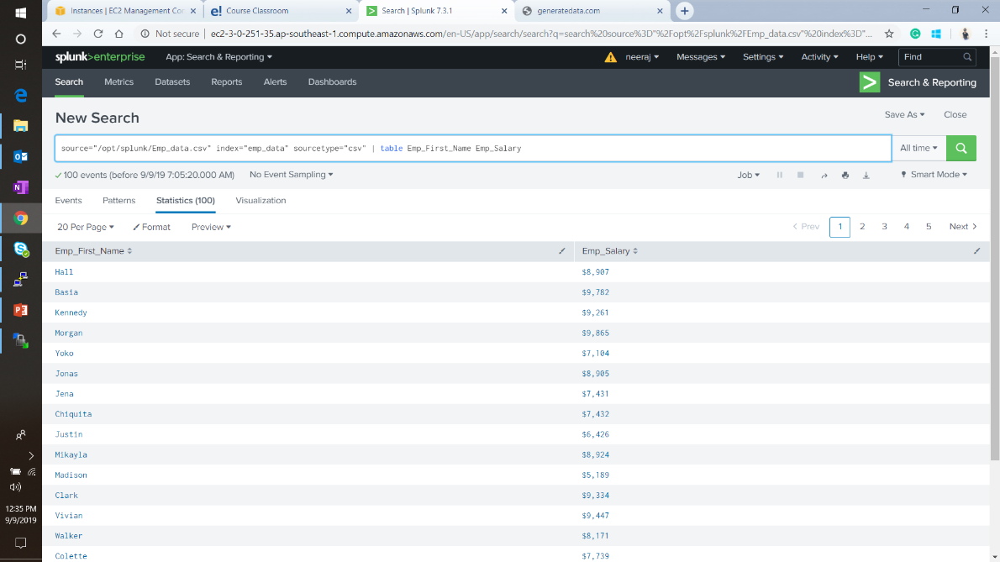 Instances | EC2 Management Con
Course Classroom
Search | Splunk 7.3.1
generatedata.com
Not secure | ec2-3-0-251-35.ap-southeast-1.compute.amazonaws.com/en-US/app/search/search?q=search%20source%3D"%2Fopt%2Fsplunk%2FEmp_data.csv"%20index%3D"...
splunk>enterprise App: Search & Reporting
neeraj Messages Settings Activity Help Find
Search Metrics Datasets Reports Alerts Dashboards
Search & Reporting
New Search
Save As Close
source="/opt/splunk/Emp_data.csv" index="emp_data" sourcetype="csv" | table Emp_First_Name Emp_Salary
All time
100 events (before 9/9/19 7:05:20.000 AM) No Event Sampling
Job
Smart Mode
Events Patterns Statistics (100) Visualization
20 Per Page Format Preview
Prev 1 2 3 4 5 Next
Emp_First_Name Emp_Salary
Hall $8,907
Basia $9,782
Kennedy $9,261
Morgan $9,865
Yoko $7,104
Jonas $8,905
Jena $7,431
Chiquita $7,432
Justin $6,426
Mikayla $8,924
Madison $5,189
Clark $9,334
Vivian $9,447
Walker $8,171
Colette $7,739
12:35 PM
9/9/2019